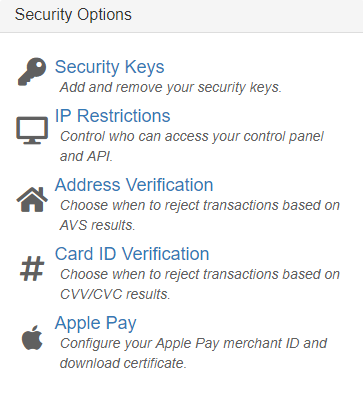 Security Options
Security Keys
Add and remove your security keys.
IP Restrictions
Control who can access your control panel
and API.
Address Verification
Choose when to reject transactions based on
AVS results.
Card ID Verification
Choose when to reject transactions based on
CVV/CVC results.
Apple Pay
Configure your Apple Pay merchant ID and
download certificate.